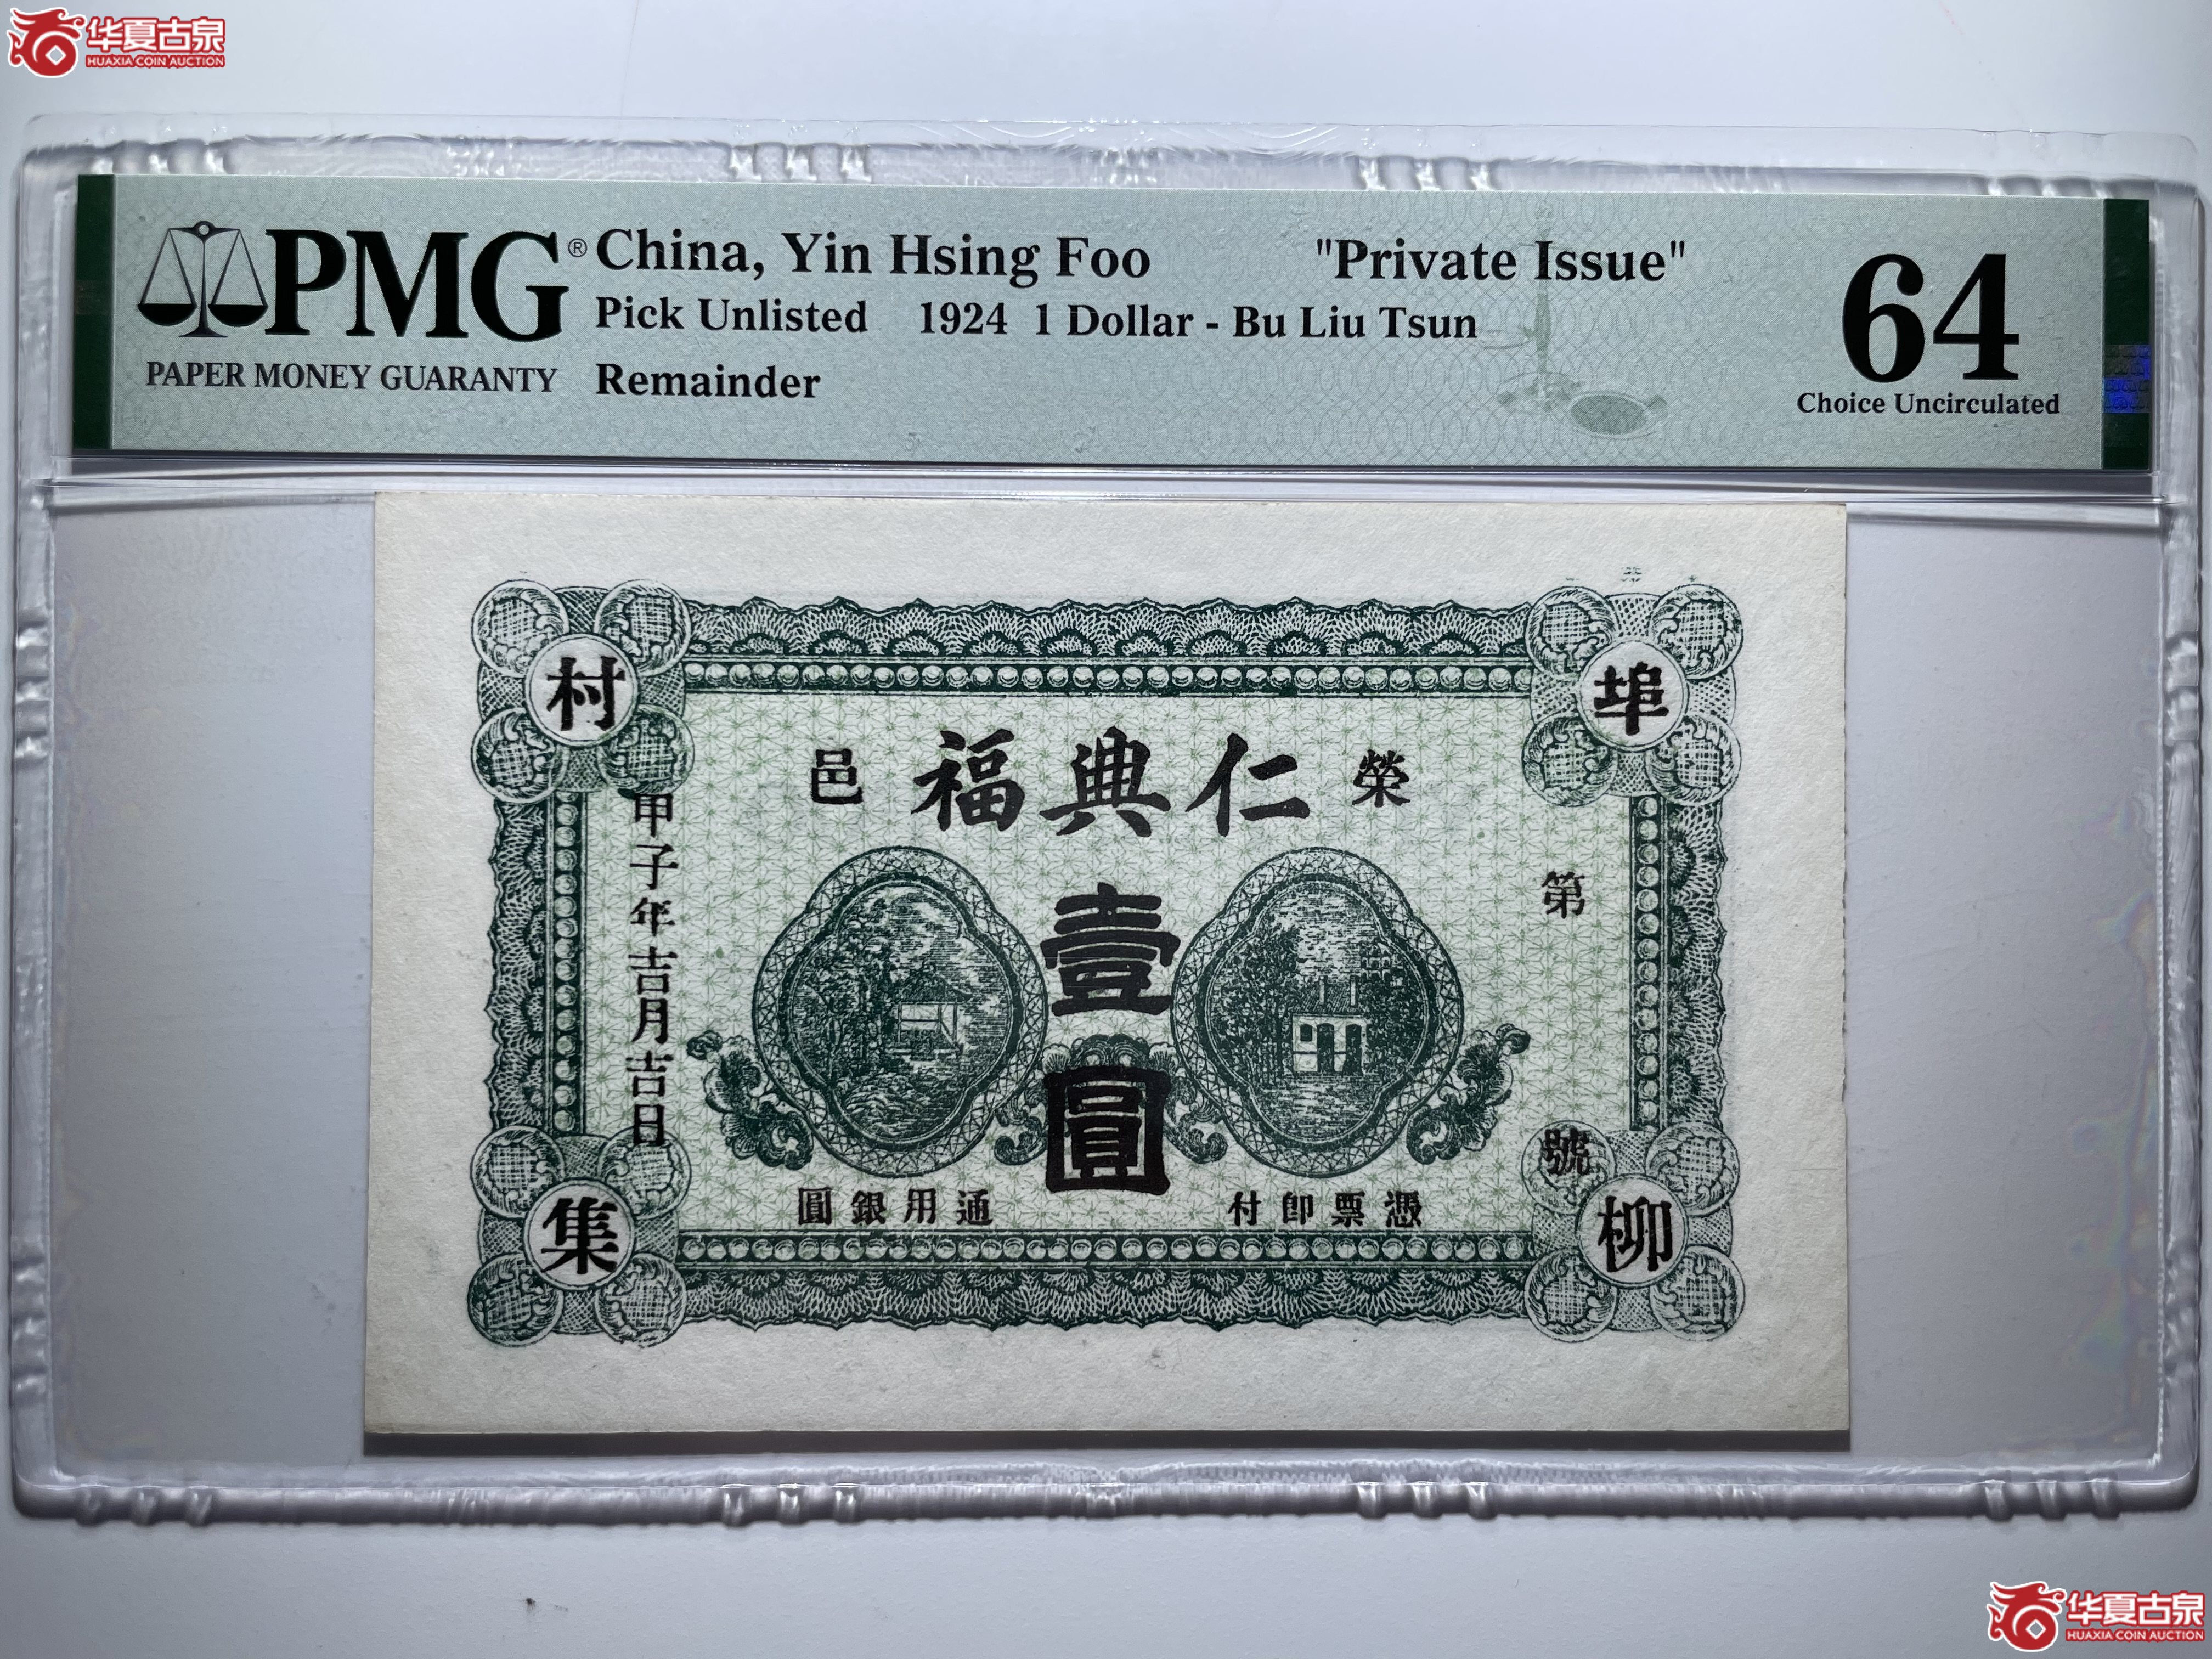 华夏古泉
HUAXIA COIN AUCTION
PMG® China, Yin Hsing Foo "Private Issue" 64
Pick Unlisted 1924 1 Dollar - Bu Liu Tsun
PAPER MONEY GUARANTY Remainder Choice Uncirculated
村 埠
邑 福興仁 榮
甲子年吉月吉日
壹圓
第
號
圓銀用通 付即票憑
集 柳
华夏古泉
HUAXIA COIN AUCTION